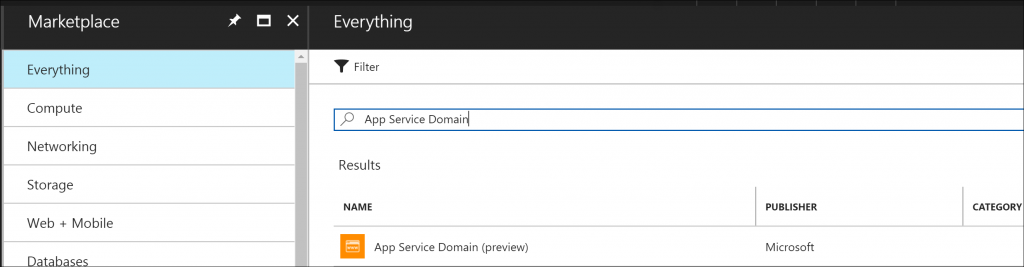 Marketplace
Everything
Compute
Networking
Storage
Web + Mobile
Databases
Everything
Filter
App Service Domain
Results
NAME PUBLISHER CATEGORY
App Service Domain (preview) Microsoft